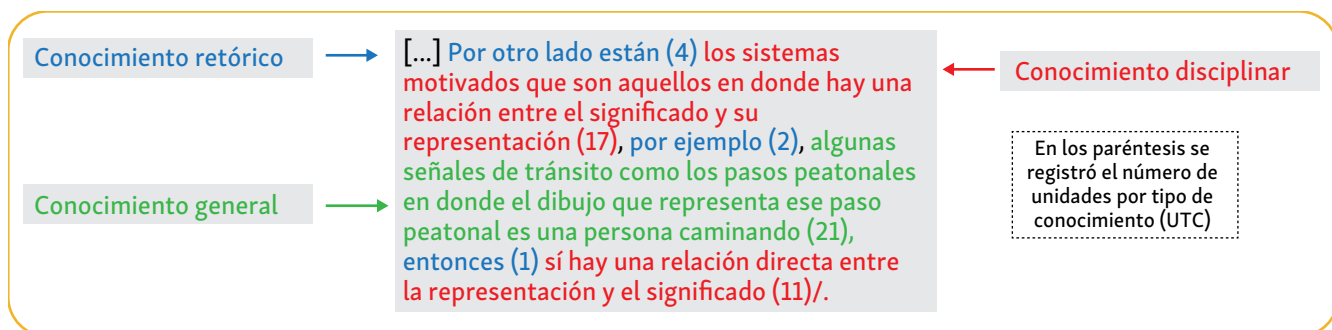 Conocimiento retórico
[...] Por otro lado están (4) los sistemas
motivados que son aquellos en donde hay una
relación entre el significado y su
representación (17), por ejemplo (2), algunas
señales de tránsito como los pasos peatonales
en donde el dibujo que representa ese paso
peatonal es una persona caminando (21),
entonces (1) sí hay una relación directa entre
la representación y el significado (11)/.
Conocimiento general
Conocimiento disciplinar
En los paréntesis se
registró el número de
unidades por tipo de
conocimiento (UTC)